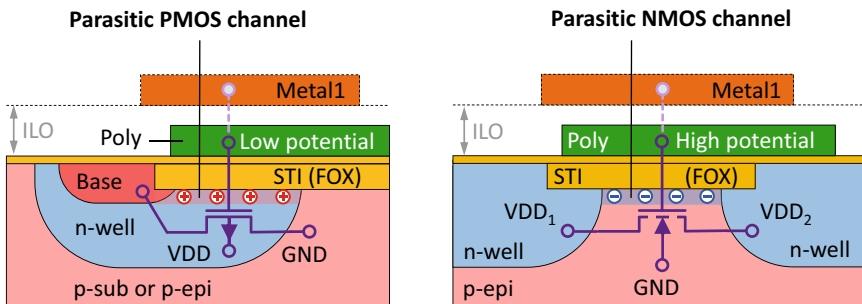 Parasitic PMOS channel
Metal1
ILO
Poly
Low potential
STI (FOX)
Base
n-well
VDD
GND
p-sub or p-epi
Parasitic NMOS channel
Metal1
ILO
Poly
High potential
STI
(FOX)
VDD₁
VDD₂
n-well
n-well
GND
p-epi